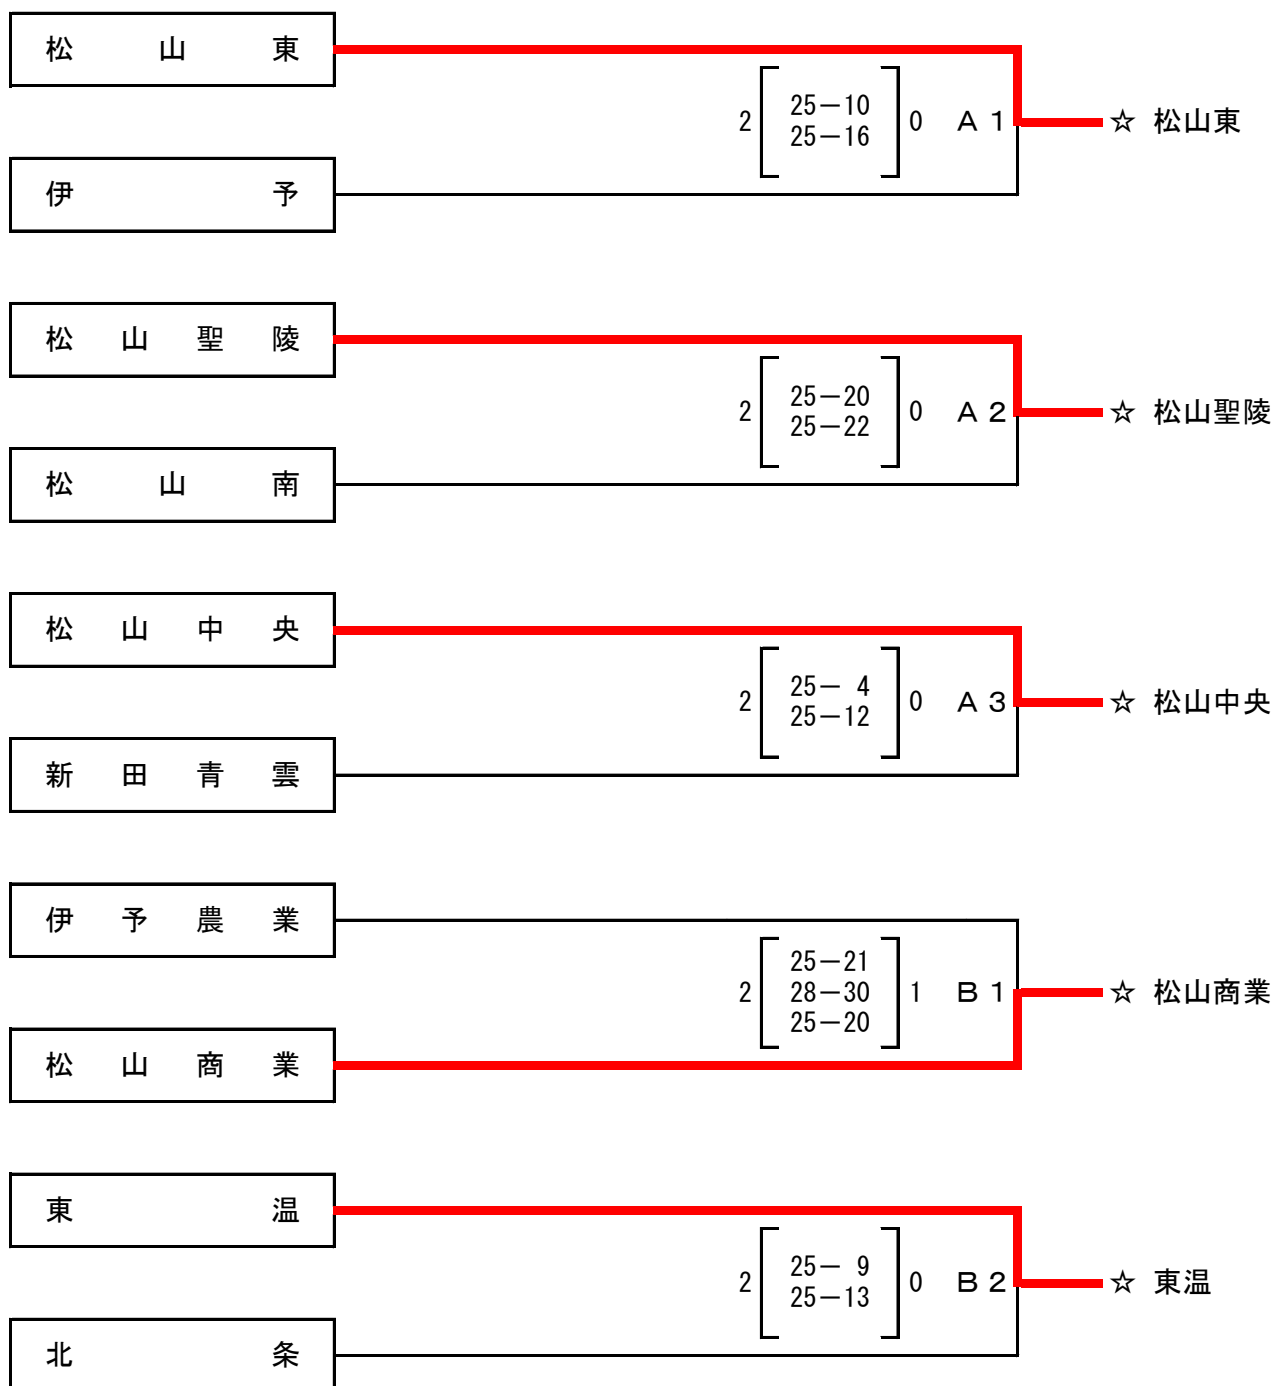 松山東
25－10
2 0 A1 ☆ 松山東
25－16
伊予
松山聖陵
25－20
2 0 A2 ☆ 松山聖陵
25－22
松山南
松山中央
25－ 4
2 0 A3 ☆ 松山中央
25－12
新田青雲
伊予農業
25－21
2 28－30 1 B1 ☆ 松山商業
25－20
松山商業
東温
25－ 9
2 0 B2 ☆ 東温
25－13
北条